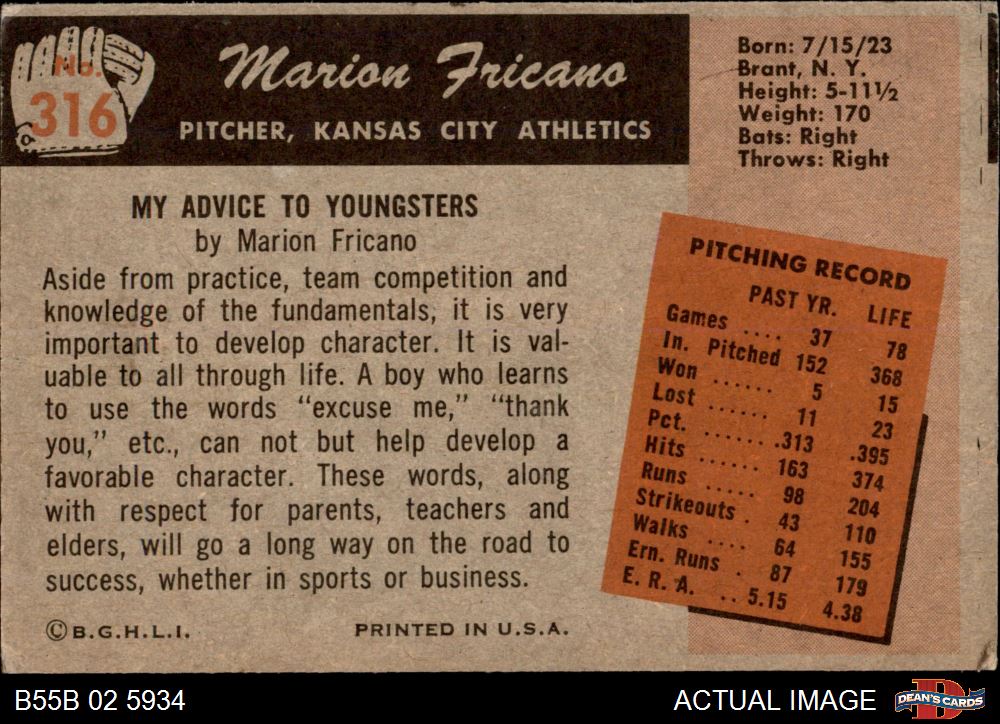 No.
316
Marion Fricano
PITCHER, KANSAS CITY ATHLETICS
Born: 7/15/23
Brant, N. Y.
Height: 5-11½
Weight: 170
Bats: Right
Throws: Right
MY ADVICE TO YOUNGSTERS
by Marion Fricano
Aside from practice, team competition and
knowledge of the fundamentals, it is very
important to develop character. It is val-
uable to all through life. A boy who learns
to use the words "excuse me," "thank
you," etc., can not but help develop a
favorable character. These words, along
with respect for parents, teachers and
elders, will go a long way on the road to
success, whether in sports or business.
©B.G.H.L.I. PRINTED IN U.S.A.
PITCHING RECORD
PAST YR. LIFE
Games .... 37 78
In. Pitched 152 368
Won ...... 5 15
Lost ...... 11 23
Pct. ....... .313 .395
Hits ...... 163 374
Runs ..... 98 204
Strikeouts . 43 110
Walks .... 64 155
Ern. Runs . 87 179
E. R. A. .. 5.15 4.38
B55B 02 5934 ACTUAL IMAGE DEAN'S CARDS